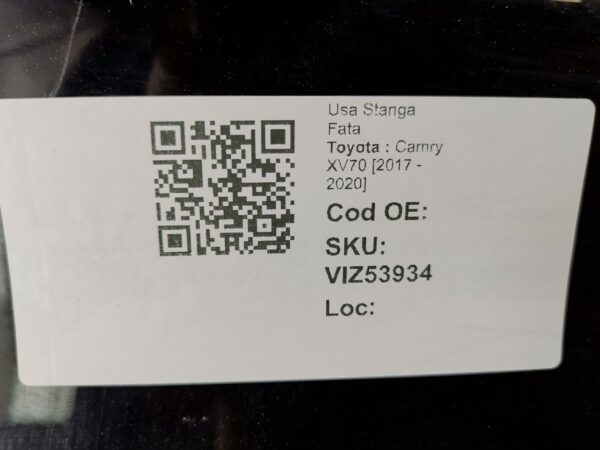 Usa Stanga
Fata
Toyota : Camry
XV70 [2017 -
2020]
Cod OE:
SKU:
VIZ53934
Loc: